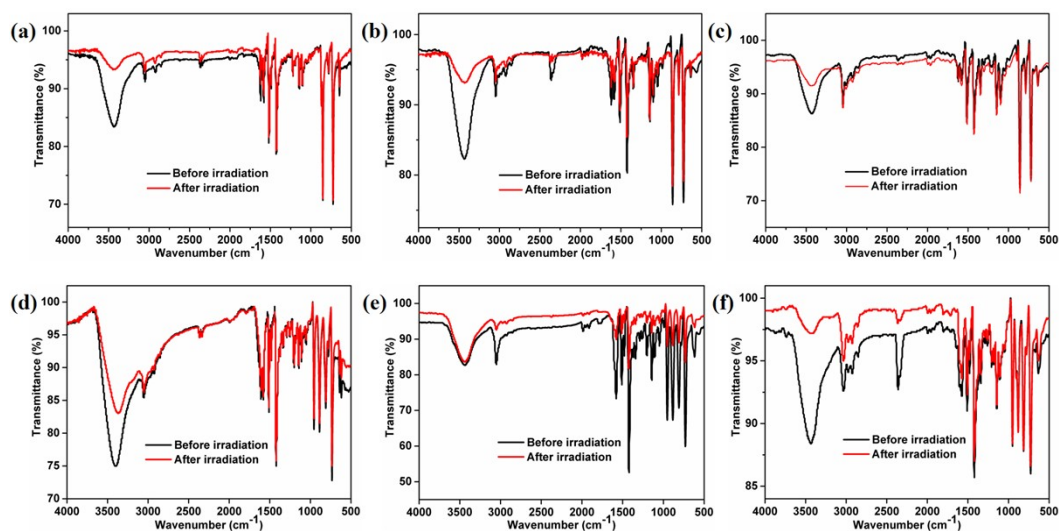 (a)
100
90
80
70
Transmittance (%)
Before irradiation
After irradiation
4000 3500 3000 2500 2000 1500 1000 500
Wavenumber (cm-1)
(b)
100
90
80
Transmittance (%)
Before irradiation
After irradiation
4000 3500 3000 2500 2000 1500 1000 500
Wavenumber (cm-1)
(c)
100
90
80
70
Transmittance (%)
Before irradiation
After irradiation
4000 3500 3000 2500 2000 1500 1000 500
Wavenumber (cm-1)
(d)
100
95
90
85
80
75
70
Transmittance (%)
Before irradiation
After irradiation
4000 3500 3000 2500 2000 1500 1000 500
Wavenumber (cm-1)
(e)
100
90
80
70
60
50
Transmittance (%)
Before irradiation
After irradiation
4000 3500 3000 2500 2000 1500 1000 500
Wavenumber (cm-1)
(f)
100
95
90
85
Transmittance (%)
Before irradiation
After irradiation
4000 3500 3000 2500 2000 1500 1000 500
Wavenumber (cm-1)